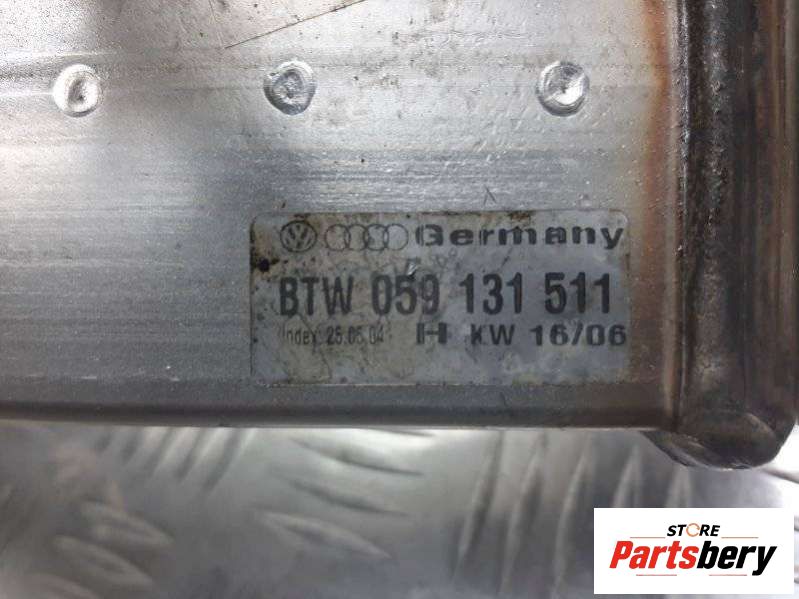 Germany
BTW 059 131 511
Index: 25.05.04 H KW 16/06
STORE
Partsbery